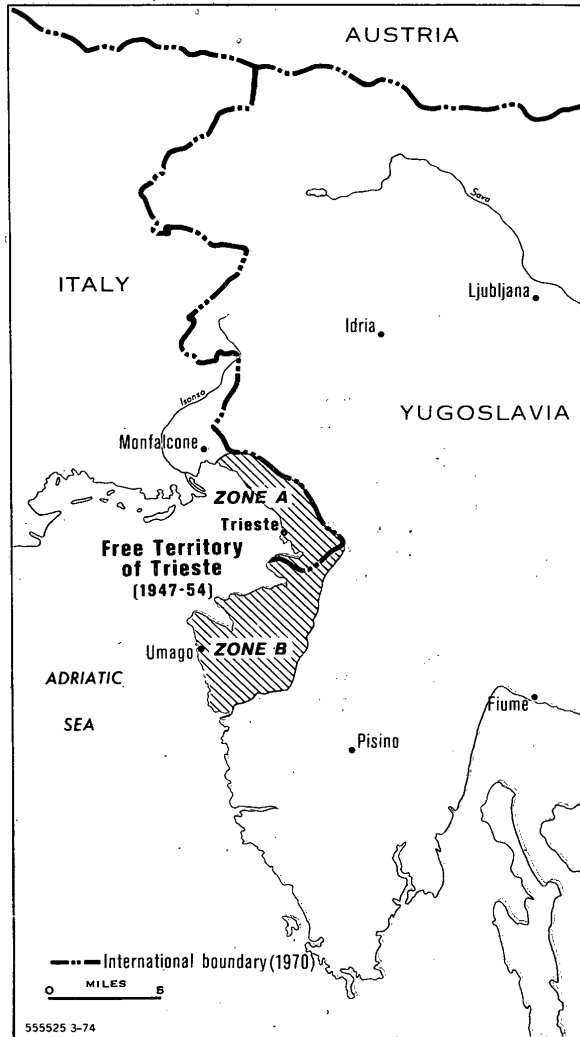 AUSTRIA
Sava
ITALY
Ljubljana
Idria
Isonzo
YUGOSLAVIA
Monfalcone
ZONE A
Trieste
Free Territory
of Trieste
(1947-54)
Umago
ZONE B
ADRIATIC
SEA
Fiume
Pisino
International boundary (1970)
MILES
0 5
555525 3-74